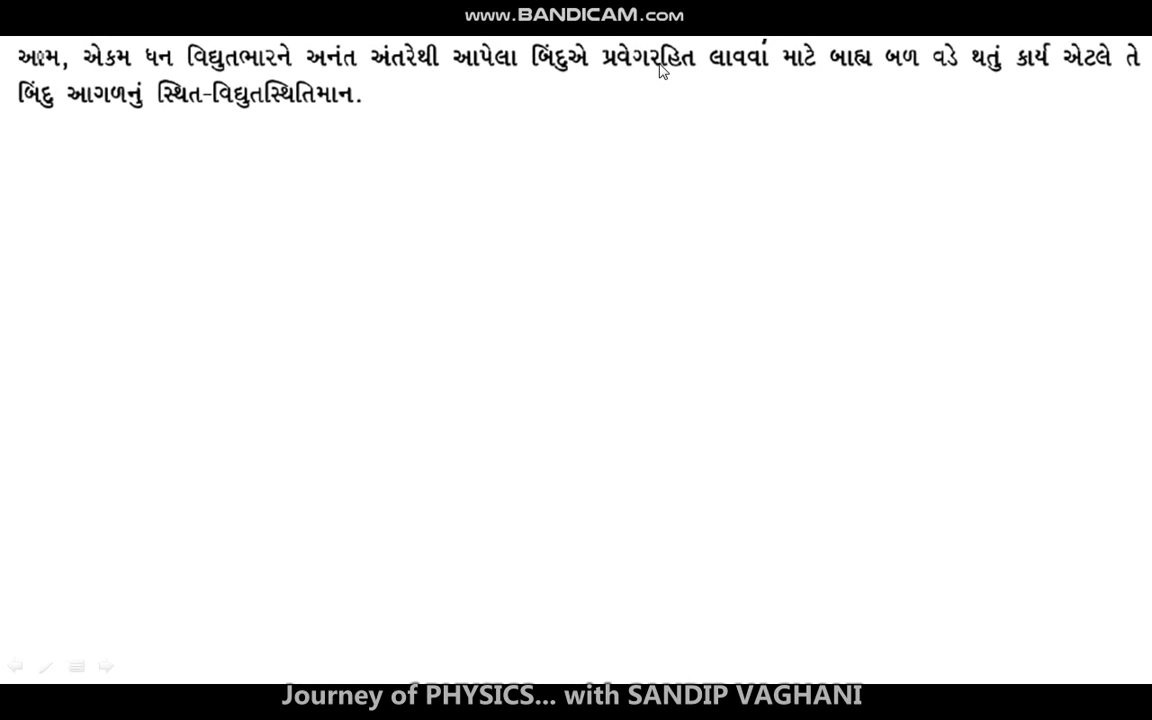 www.BANDICAM.com
આમ, એકમ ધન વિદ્યુતભારને અનંત અંતરેથી આપેલા બિંદુએ પ્રવેગરહિત લાવવાં માટે બાહ્ય બળ વડે થતું કાર્ય એટલે તે
બિંદુ આગળનું સ્થિત-વિદ્યુતસ્થિતિમાન.
Journey of PHYSICS... with SANDIP VAGHANI